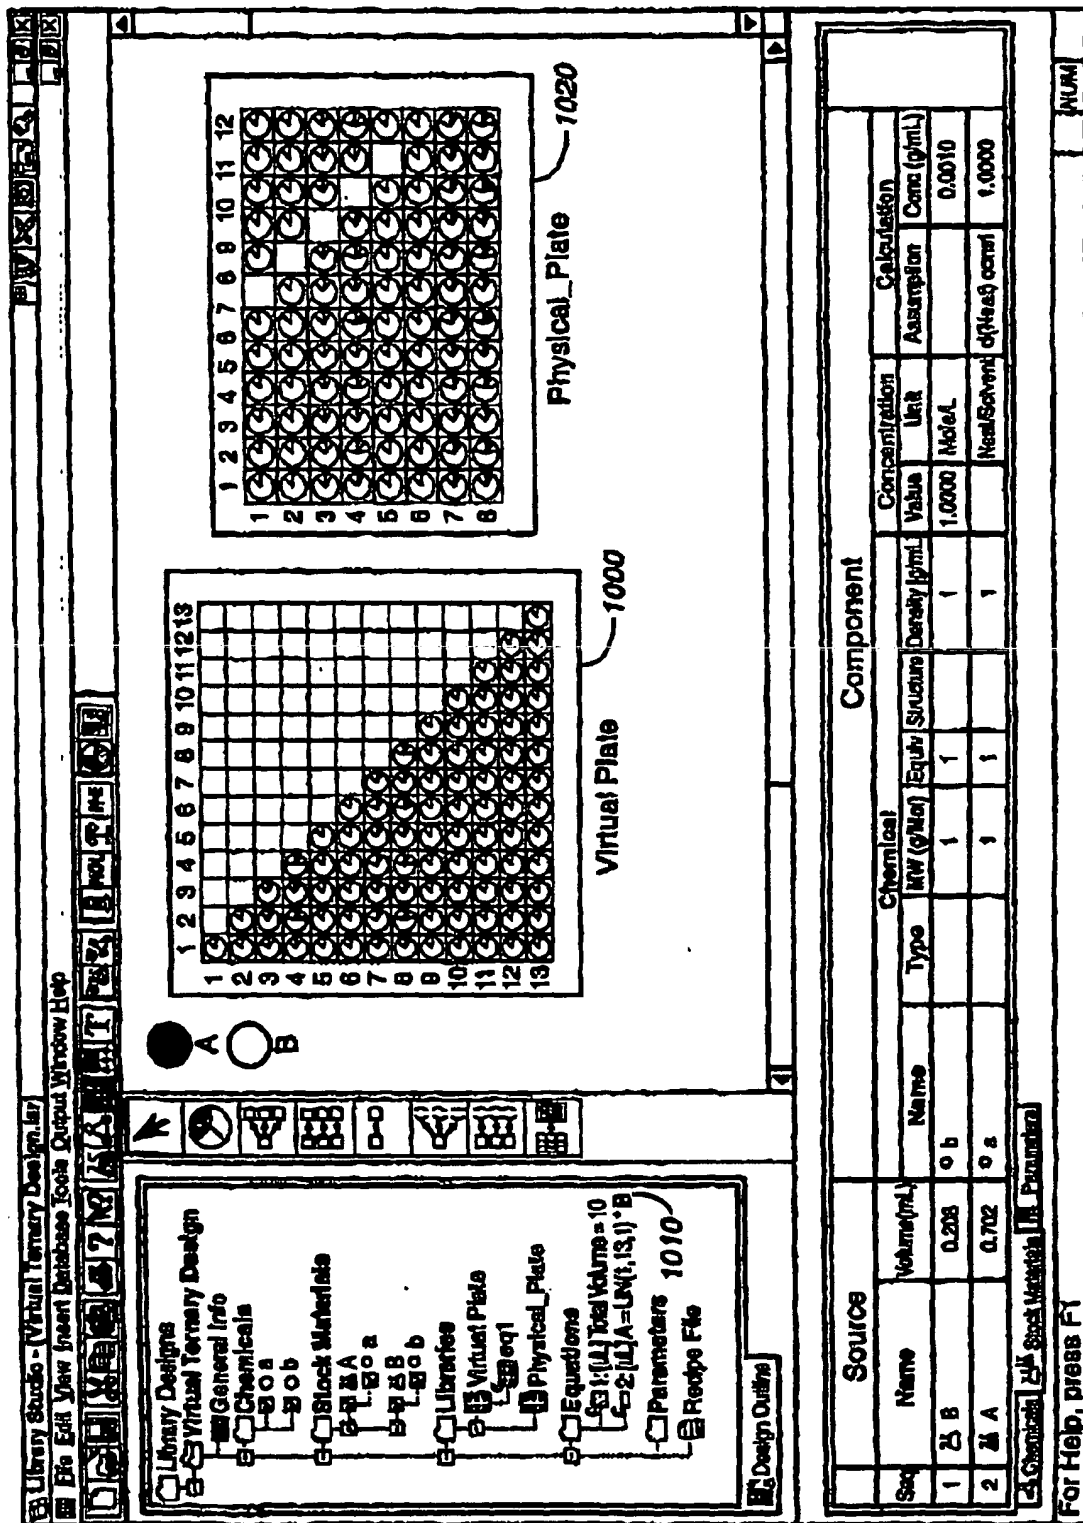 Library Studio - [Virtual Ternary Design.lar]
File Edit View Insert Database Tools Output Window Help
Library Designs
Virtual Ternary Design
General Info
Chemicals
a
b
Stock Materials
A
a
B
b
Libraries
Virtual Plate
eq1
Physical_Plate
Equations
1:[uL] Total Volume = 10
2:[uL]A=LIN(1,13,1)*B
Parameters
Recipe File
1010
Design Outline
A
B
1 2 3 4 5 6 7 8 9 10 11 12 13
1
2
3
4
5
6
7
8
9
10
11
12
13
Virtual Plate
1000
1 2 3 4 5 6 7 8 9 10 11 12
1
2
3
4
5
6
7
8
Physical_Plate
1020
Source Component
Chemical Concentration Calculation
Seq Name Volume(mL) Name Type MW (g/Mol) Equiv Structure Density (g/mL) Value Unit Assumption Conc (g/mL)
1 B 0.208 b 1 1 1 1.0000 Mole/L 0.0010
2 A 0.702 a 1 1 1 Neat/Solvent d(Neat) const 1.0000
Chemicals Stock Materials Parameters
For Help, press F1
NUM